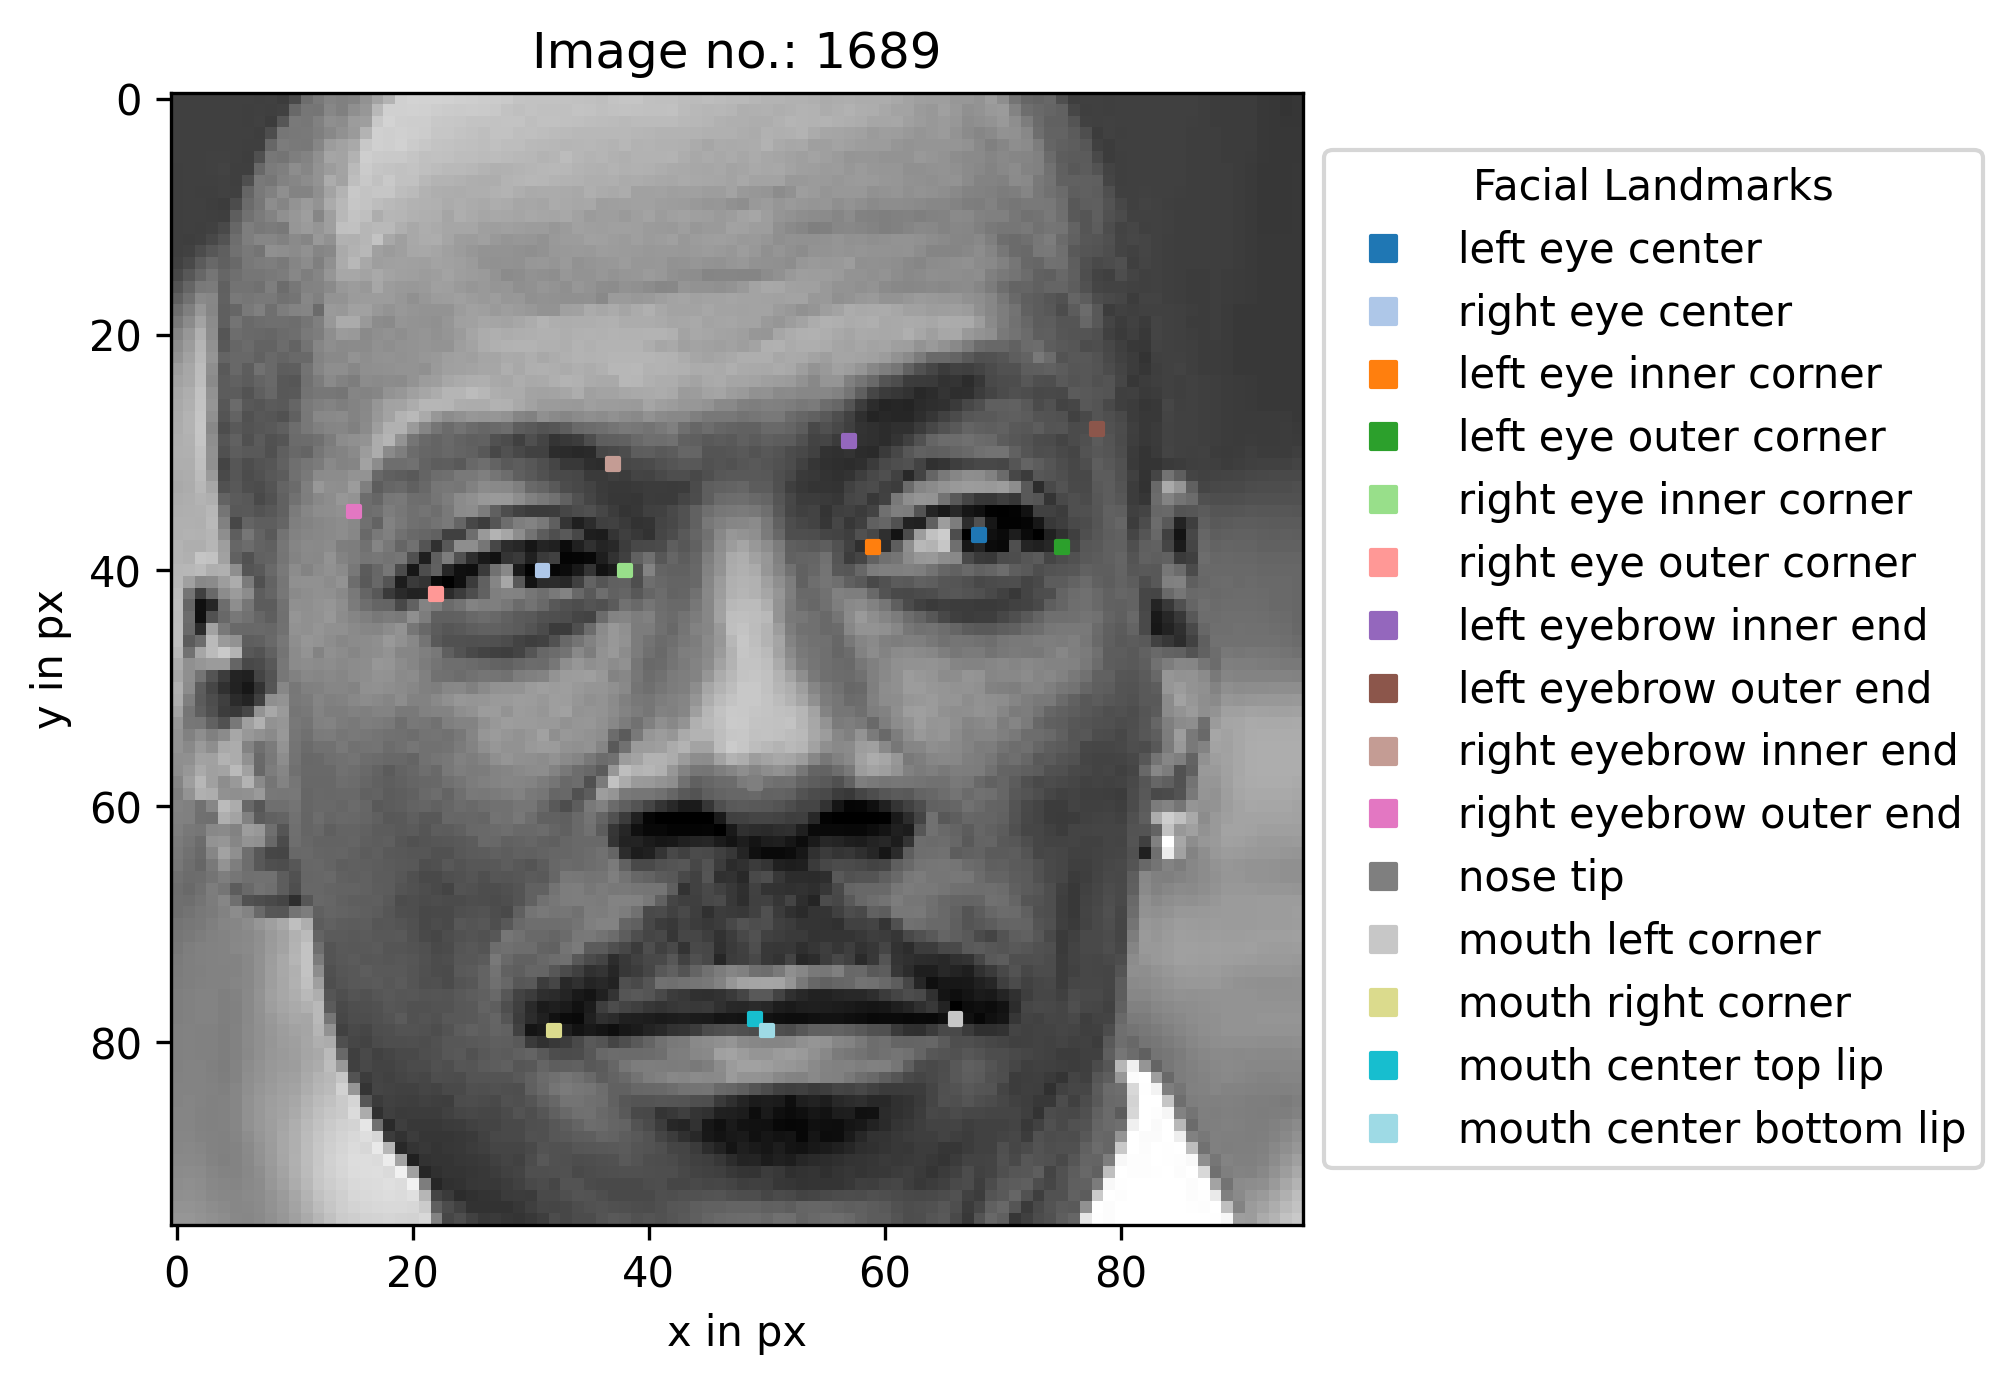 Image no.: 1689
0
20
40
60
80
y in px
0 20 40 60 80
x in px
Facial Landmarks
left eye center
right eye center
left eye inner corner
left eye outer corner
right eye inner corner
right eye outer corner
left eyebrow inner end
left eyebrow outer end
right eyebrow inner end
right eyebrow outer end
nose tip
mouth left corner
mouth right corner
mouth center top lip
mouth center bottom lip